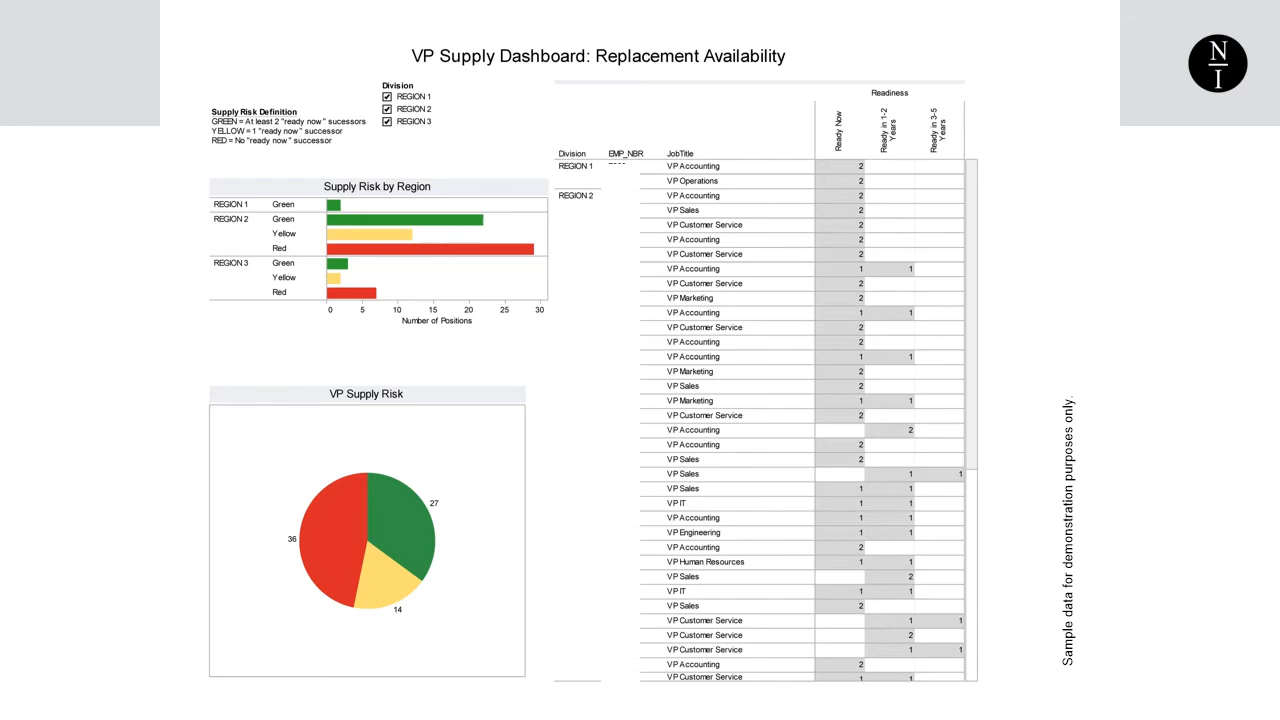 N
I
VP Supply Dashboard: Replacement Availability
Division
REGION 1
REGION 2
REGION 3
Supply Risk Definition
GREEN = At least 2 "ready now" sucessors
YELLOW = 1 "ready now" successor
RED = No "ready now" successor
Supply Risk by Region
REGION 1 Green
REGION 2 Green
Yellow
Red
REGION 3 Green
Yellow
Red
0 5 10 15 20 25 30
Number of Positions
VP Supply Risk
27
36
14
Readiness
Division EMP_NBR JobTitle Ready Now Ready in 1-2 Years Ready in 3-5 Years
REGION 1 VP Accounting 2
VP Operations 2
REGION 2 VP Accounting 2
VP Sales 2
VP Customer Service 2
VP Accounting 2
VP Customer Service 2
VP Accounting 1 1
VP Customer Service 2
VP Marketing 2
VP Accounting 1 1
VP Customer Service 2
VP Accounting 2
VP Accounting 1 1
VP Marketing 2
VP Sales 2
VP Marketing 1 1
VP Customer Service 2
VP Accounting 2
VP Accounting 2
VP Sales 2
VP Sales 1 1
VP Sales 1 1
VP IT 1 1
VP Accounting 1 1
VP Engineering 1 1
VP Accounting 2
VP Human Resources 1 1
VP Sales 2
VP IT 1 1
VP Sales 2
VP Customer Service 1 1
VP Customer Service 2
VP Customer Service 1 1
VP Accounting 2
VP Customer Service 1 1
Sample data for demonstration purposes only.